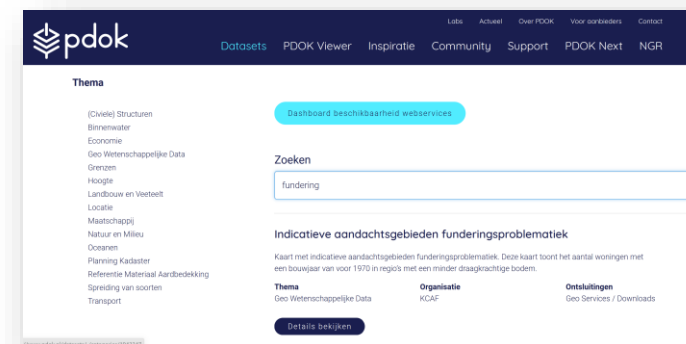 Labs Actueel Over PDOK Voor aanbieders Contact
pdok
Datasets PDOK Viewer Inspiratie Community Support PDOK Next NGR
Thema
(Civiele) Structuren
Binnenwater
Economie
Geo Wetenschappelijke Data
Grenzen
Hoogte
Landbouw en Veeteelt
Locatie
Maatschappij
Natuur en Milieu
Oceanen
Planning Kadaster
Referentie Materiaal Aardbedekking
Spreiding van soorten
Transport
Dashboard beschikbaarheid webservices
Zoeken
fundering
Indicatieve aandachtsgebieden funderingsproblematiek
Kaart met indicatieve aandachtsgebieden funderingsproblematiek. Deze kaart toont het aantal woningen met
een bouwjaar van voor 1970 in regio's met een minder draagkrachtige bodem.
Thema Organisatie Ontsluitingen
Geo Wetenschappelijke Data KCAF Geo Services / Downloads
Details bekijken